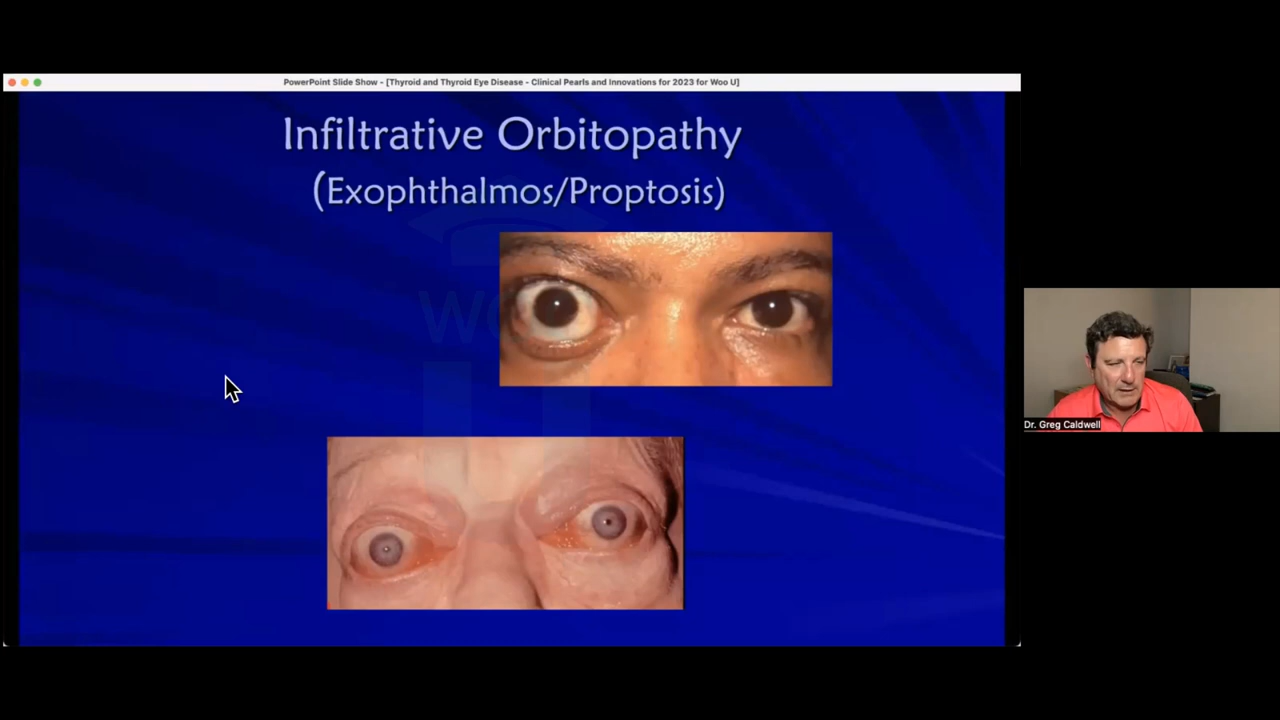 PowerPoint Slide Show - [Thyroid and Thyroid Eye Disease - Clinical Pearls and Innovations for 2023 for Woo U]
Infiltrative Orbitopathy
(Exophthalmos/Proptosis)
Dr. Greg Caldwell